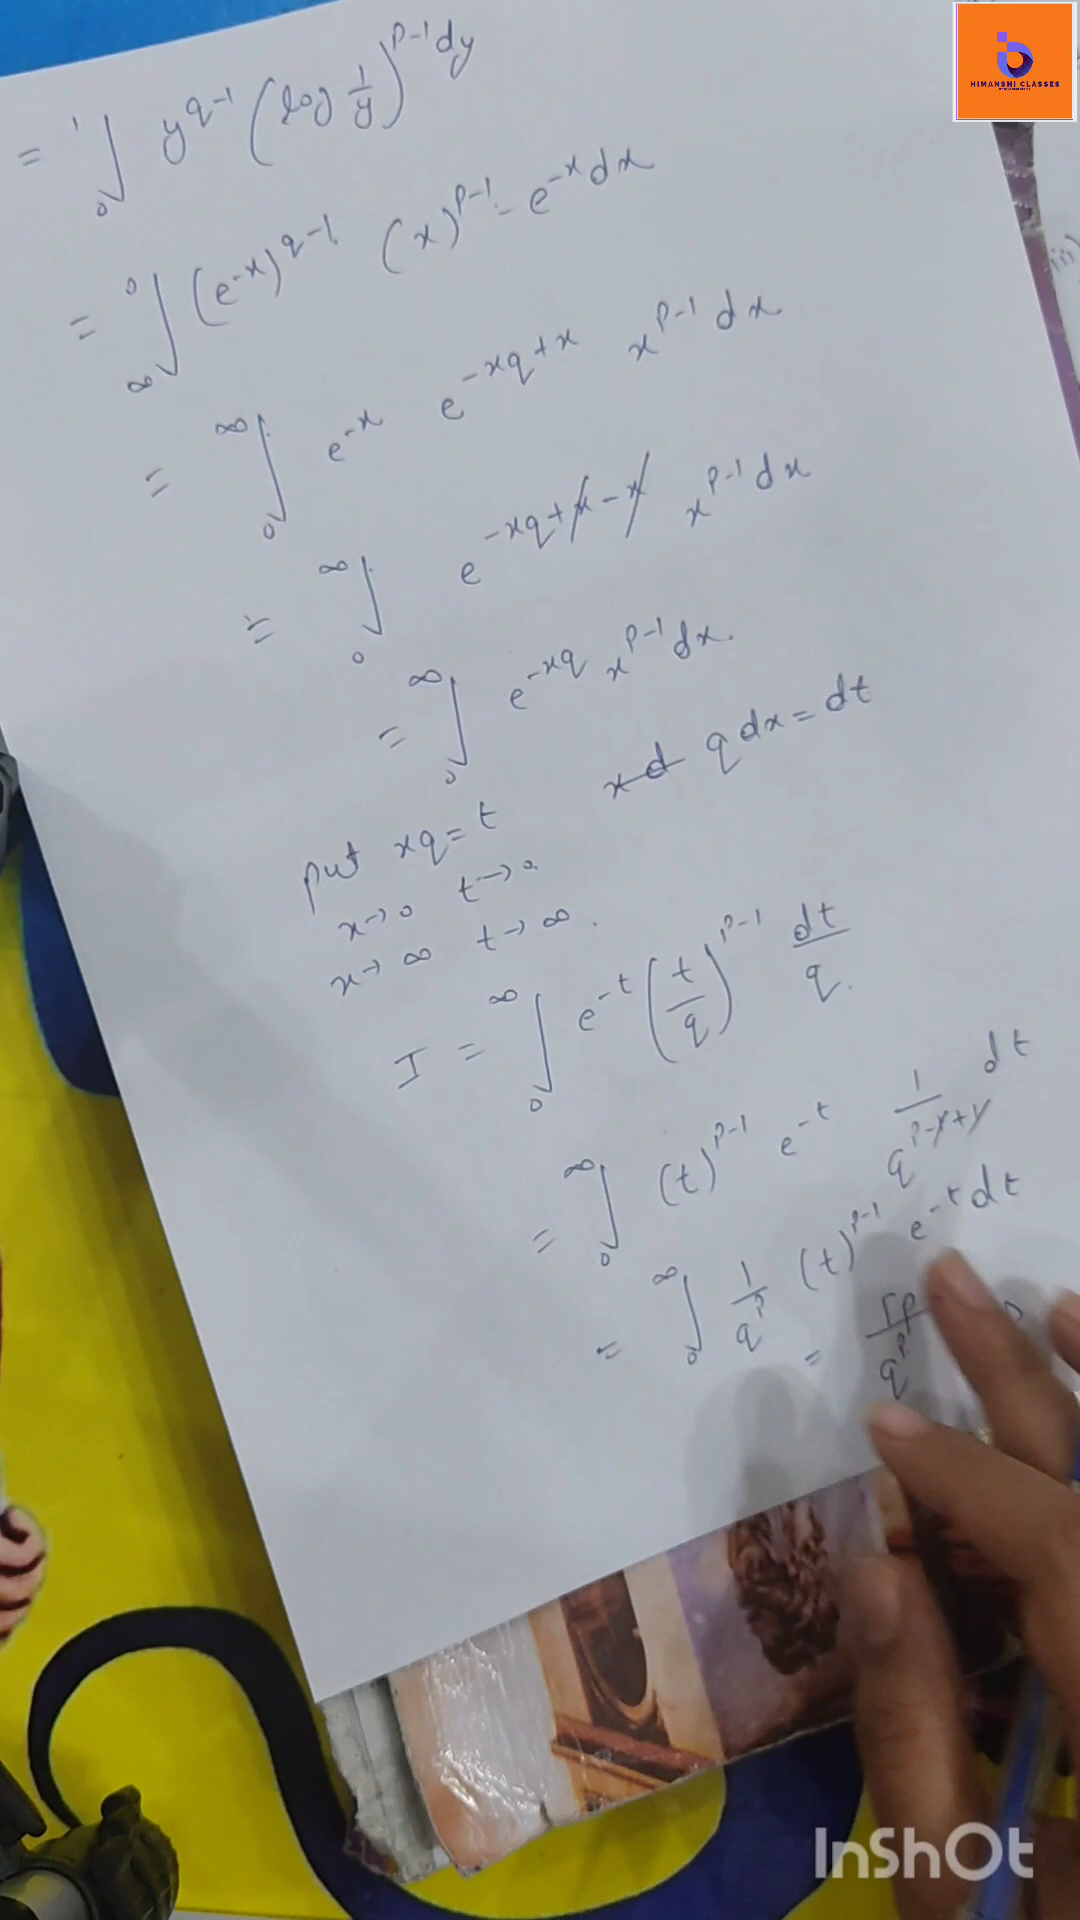 HIMANSHI CLASSES
= ∫₀¹ y^(q-1) (log 1/y)^(p-1) dy
= ∫_∞^0 (e^-x)^(q-1) (x)^(p-1) - e^-x dx
= ∫₀^∞ e^-x e^(-xq+x) x^(p-1) dx
= ∫₀^∞ e^(-xq+x-x) x^(p-1) dx
= ∫₀^∞ e^-xq x^(p-1) dx.
put xq = t q dx = dt
x→0 t→0
x→∞ t→∞.
I = ∫₀^∞ e^-t (t/q)^(p-1) dt/q.
= ∫₀^∞ (t)^(p-1) e^-t 1/q^(p-1+1) dt
= ∫₀^∞ 1/q^p (t)^(p-1) e^-t dt
= Γp/q^p
iii)
InShOt